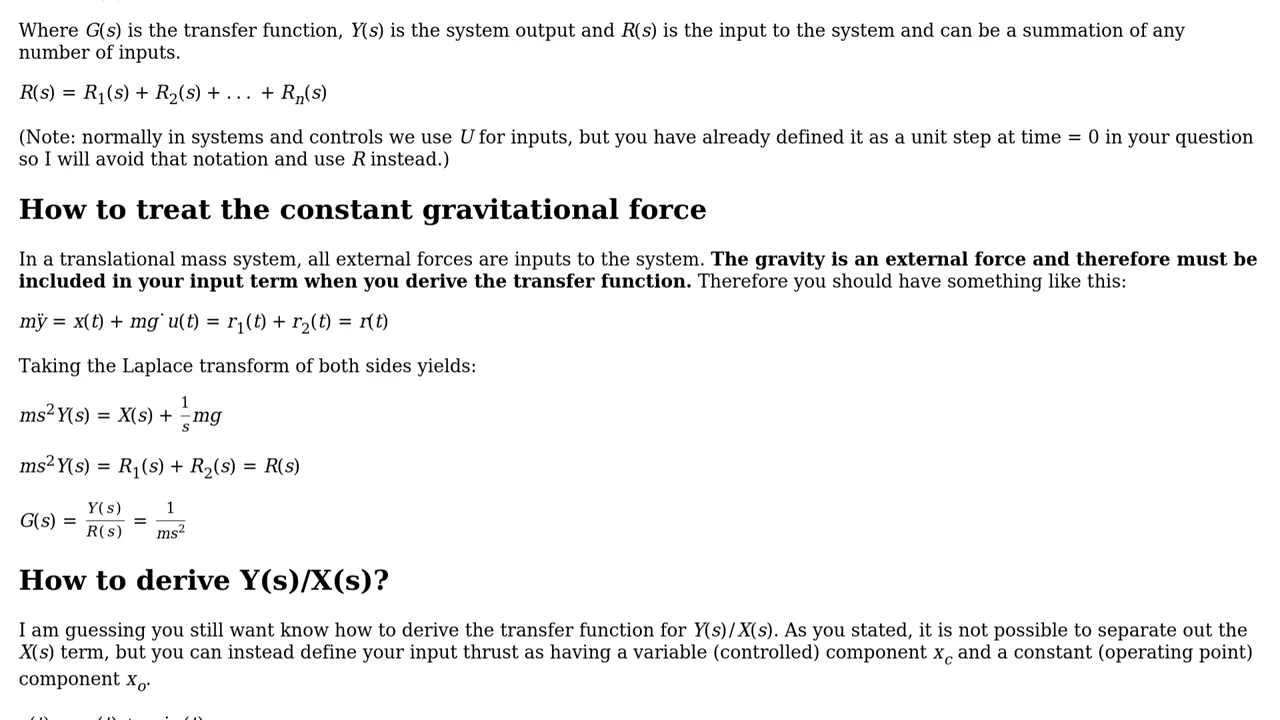 Where G(s) is the transfer function, Y(s) is the system output and R(s) is the input to the system and can be a summation of any
number of inputs.
R(s) = R₁(s) + R₂(s) + . . . + Rₙ(s)
(Note: normally in systems and controls we use U for inputs, but you have already defined it as a unit step at time = 0 in your question
so I will avoid that notation and use R instead.)
How to treat the constant gravitational force
In a translational mass system, all external forces are inputs to the system. The gravity is an external force and therefore must be
included in your input term when you derive the transfer function. Therefore you should have something like this:
mÿ = x(t) + mg˙u(t) = r₁(t) + r₂(t) = r(t)
Taking the Laplace transform of both sides yields:
ms²Y(s) = X(s) + 1/s mg
ms²Y(s) = R₁(s) + R₂(s) = R(s)
G(s) = Y(s)/R(s) = 1/ms²
How to derive Y(s)/X(s)?
I am guessing you still want know how to derive the transfer function for Y(s)/X(s). As you stated, it is not possible to separate out the
X(s) term, but you can instead define your input thrust as having a variable (controlled) component x_c and a constant (operating point)
component x_o.